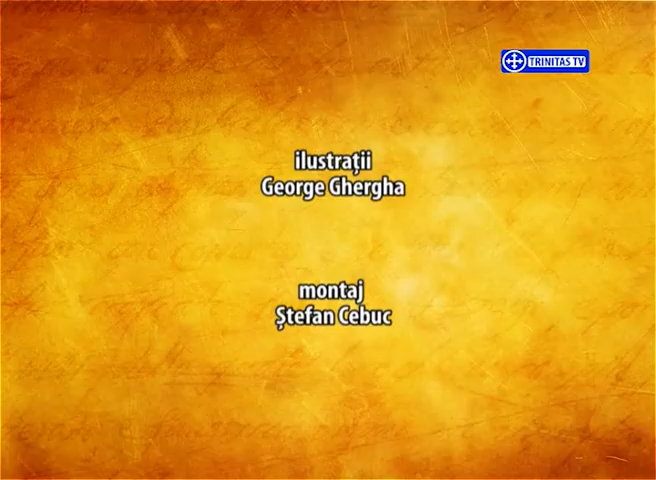 TRINITAS TV
ilustrații
George Ghergha
montaj
Ștefan Cebuc